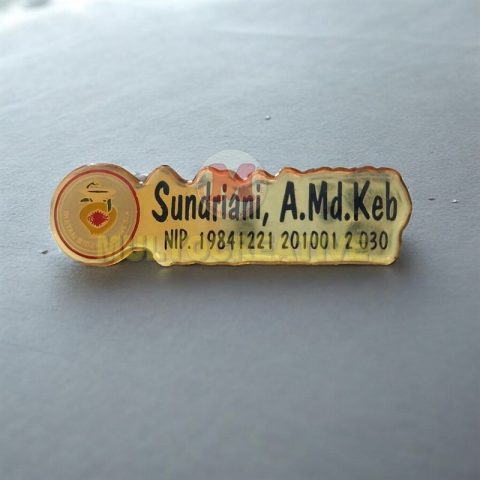 Sundriani, A.Md.Keb
NIP. 19841221 201001 2 030